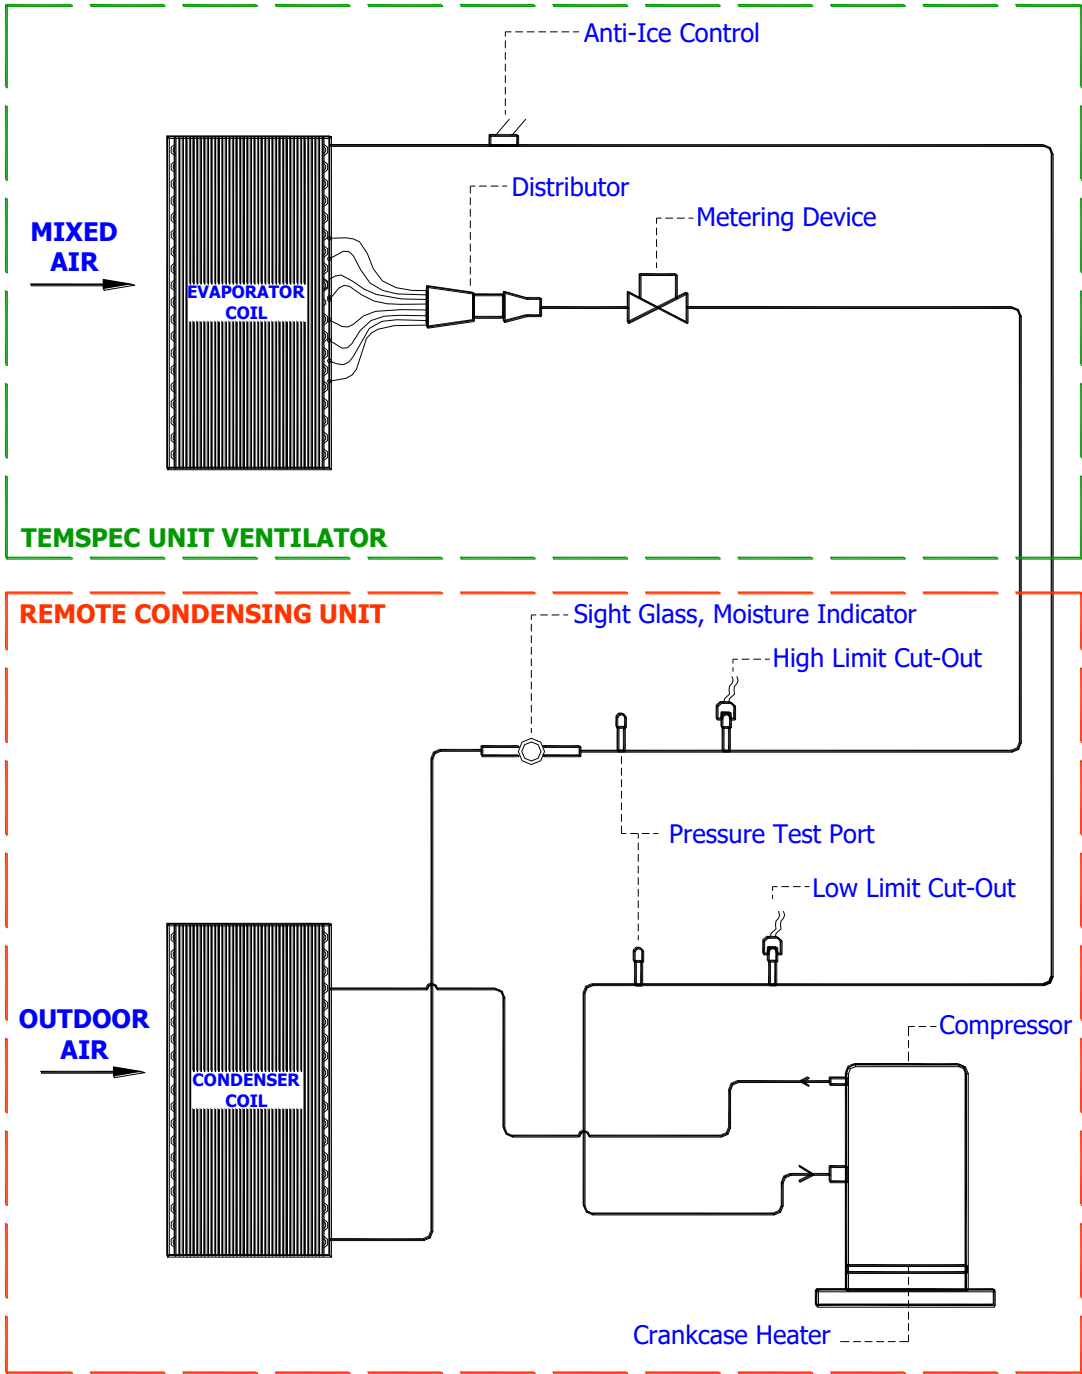 Anti-Ice Control
Distributor
Metering Device
MIXED
AIR
EVAPORATOR
COIL
TEMSPEC UNIT VENTILATOR
REMOTE CONDENSING UNIT
Sight Glass, Moisture Indicator
High Limit Cut-Out
Pressure Test Port
Low Limit Cut-Out
OUTDOOR
AIR
Compressor
CONDENSER
COIL
Crankcase Heater